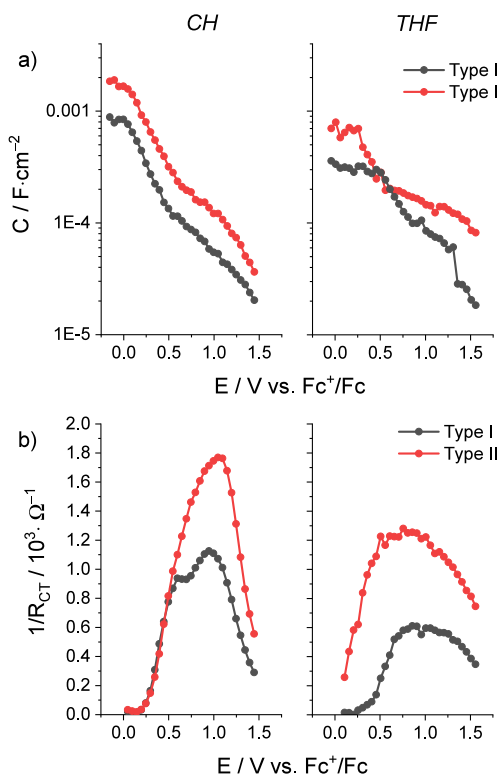 CH THF
a)
Type I
Type I
0.001
1E-4
1E-5
C / F·cm⁻²
0.0 0.5 1.0 1.5 0.0 0.5 1.0 1.5
E / V vs. Fc⁺/Fc
b)
Type I
Type II
2.0
1.8
1.6
1.4
1.2
1.0
0.8
0.6
0.4
0.2
0.0
1/R_CT / 10³· Ω⁻¹
0.0 0.5 1.0 1.5 0.0 0.5 1.0 1.5
E / V vs. Fc⁺/Fc